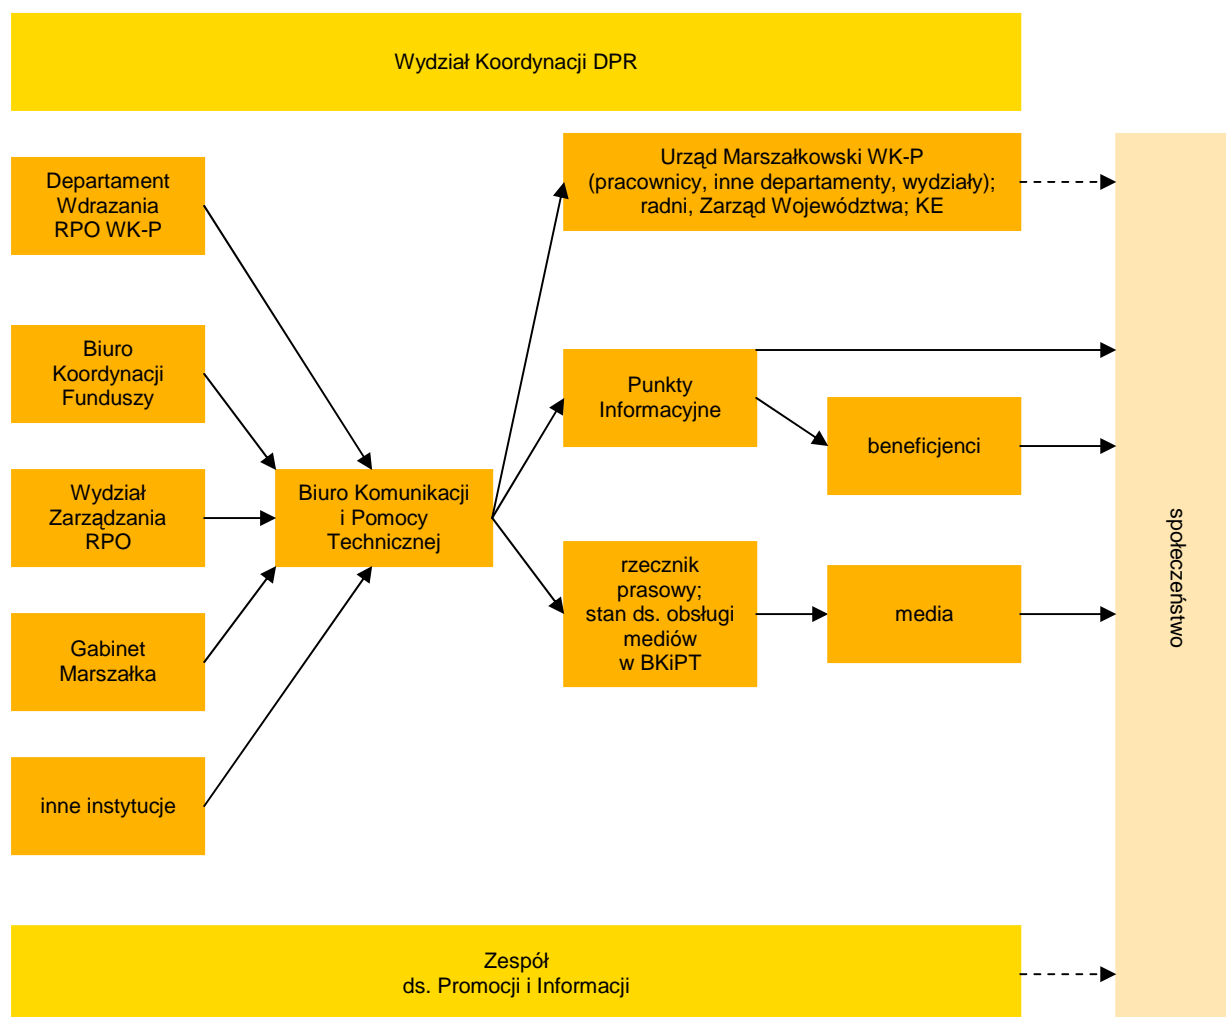 Wydział Koordynacji DPR
Departament
Wdrazania
RPO WK-P
Urząd Marszałkowski WK-P
(pracownicy, inne departamenty, wydziały);
radni, Zarząd Województwa; KE
Biuro
Koordynacji
Funduszy
Punkty
Informacyjne
beneficjenci
Wydział
Zarządzania
RPO
Biuro Komunikacji
i Pomocy
Technicznej
rzecznik
prasowy;
stan ds. obsługi
mediów
w BKiPT
media
społeczeństwo
Gabinet
Marszałka
inne instytucje
Zespół
ds. Promocji i Informacji